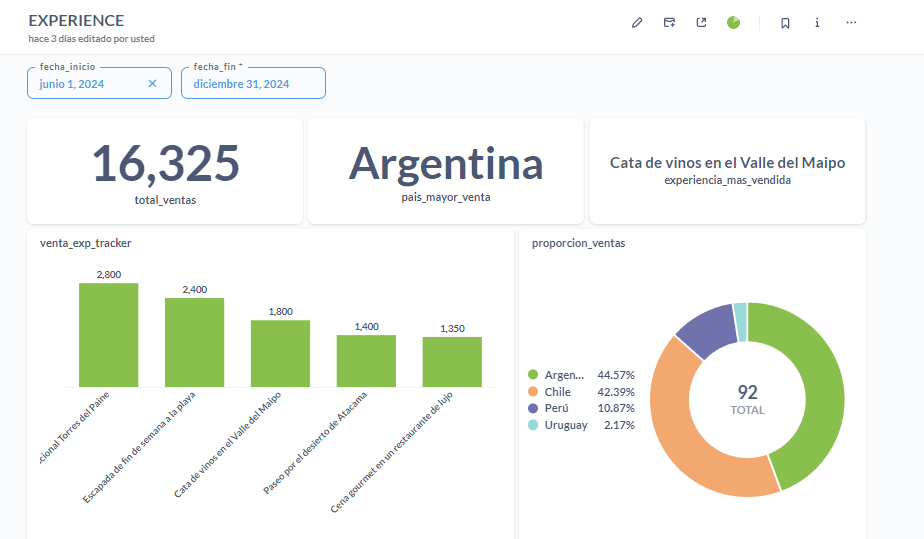 EXPERIENCE
hace 3 días editado por usted
fecha_inicio
junio 1, 2024
fecha_fin *
diciembre 31, 2024
16,325
total_ventas
Argentina
pais_mayor_venta
Cata de vinos en el Valle del Maipo
experiencia_mas_vendida
venta_exp_tracker
2,800
2,400
1,800
1,400
1,350
...cional Torres del Paine
Escapada de fin de semana a la playa
Cata de vinos en el Valle del Maipo
Paseo por el desierto de Atacama
Cena gourmet en un restaurante de lujo
proporcion_ventas
Argen... 44.57%
Chile 42.39%
Perú 10.87%
Uruguay 2.17%
92
TOTAL